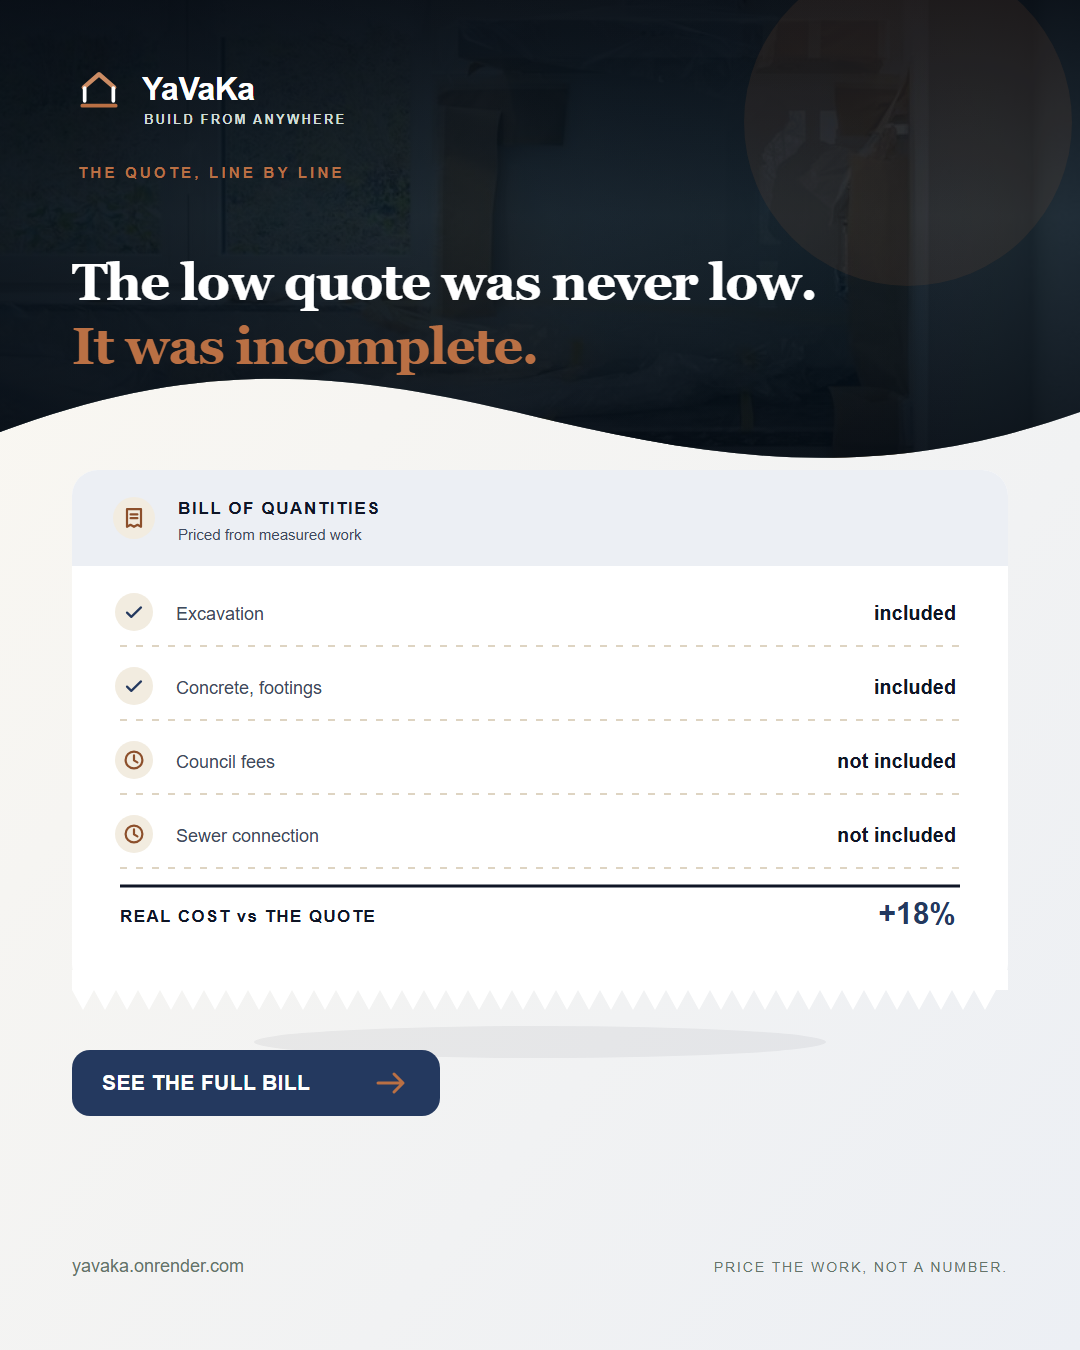 YaVaKa
BUILD FROM ANYWHERE
THE QUOTE, LINE BY LINE
The low quote was never low.
It was incomplete.
BILL OF QUANTITIES
Priced from measured work
Excavation included
Concrete, footings included
Council fees not included
Sewer connection not included
REAL COST vs THE QUOTE +18%
SEE THE FULL BILL
yavaka.onrender.com PRICE THE WORK, NOT A NUMBER.